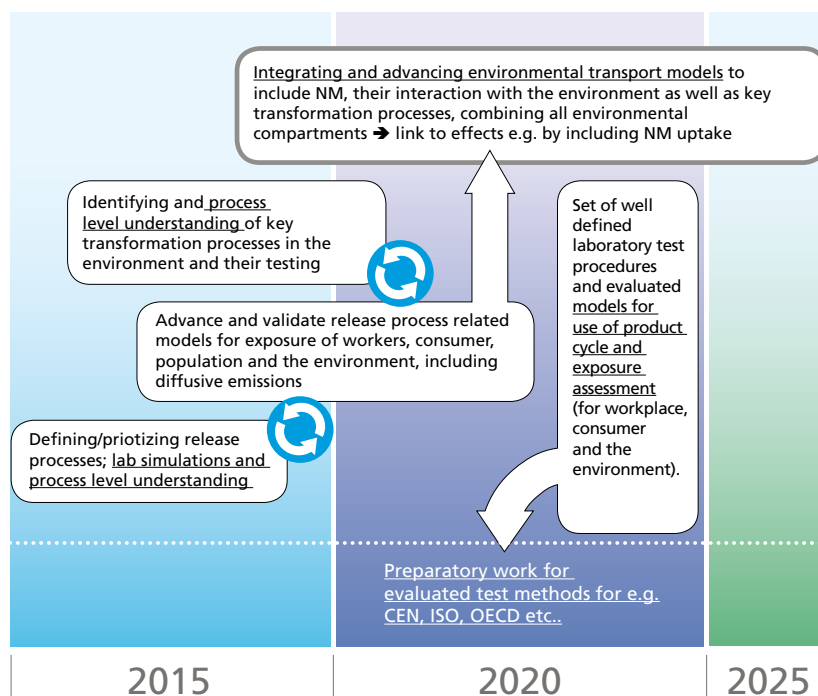 Integrating and advancing environmental transport models to
include NM, their interaction with the environment as well as key
transformation processes, combining all environmental
compartments ➔ link to effects e.g. by including NM uptake
Identifying and process
level understanding of key
transformation processes in the
environment and their testing
Set of well
defined
laboratory test
procedures
and evaluated
models for
use of product
cycle and
exposure
assessment
(for workplace,
consumer
and the
environment).
Advance and validate release process related
models for exposure of workers, consumer,
population and the environment, including
diffusive emissions
Defining/priotizing release
processes; lab simulations and
process level understanding
Preparatory work for
evaluated test methods for e.g.
CEN, ISO, OECD etc..
2015
2020
2025